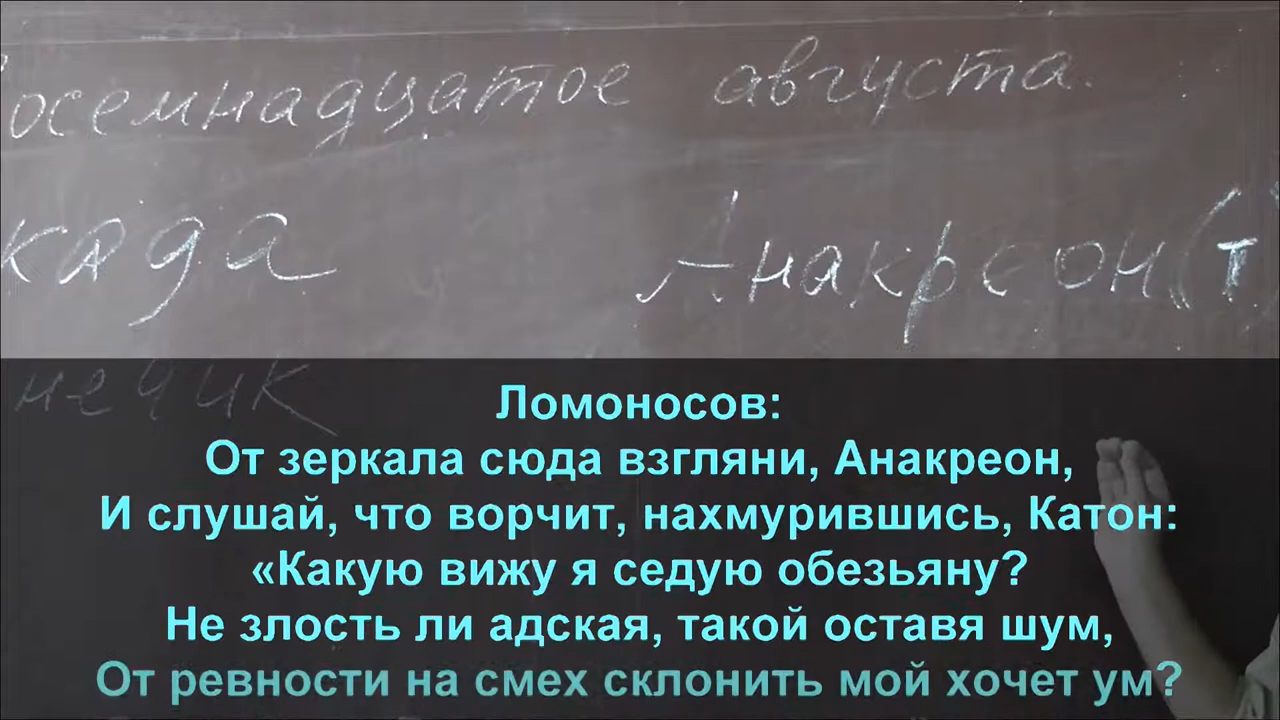 осемнадцатое августа.
када Анакреон(т)
недик
Ломоносов:
От зеркала сюда взгляни, Анакреон,
И слушай, что ворчит, нахмурившись, Катон:
«Какую вижу я седую обезьяну?
Не злость ли адская, такой оставя шум,
От ревности на смех склонить мой хочет ум?